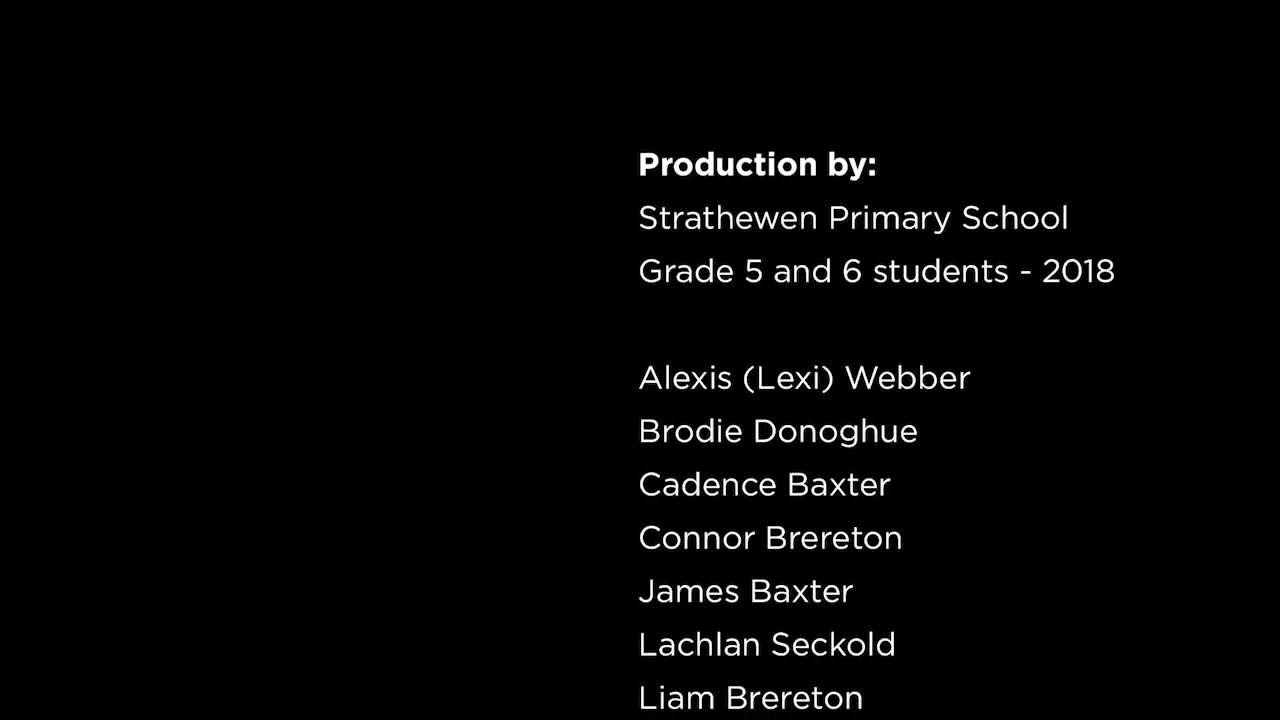 Production by:
Strathewen Primary School
Grade 5 and 6 students - 2018
Alexis (Lexi) Webber
Brodie Donoghue
Cadence Baxter
Connor Brereton
James Baxter
Lachlan Seckold
Liam Brereton